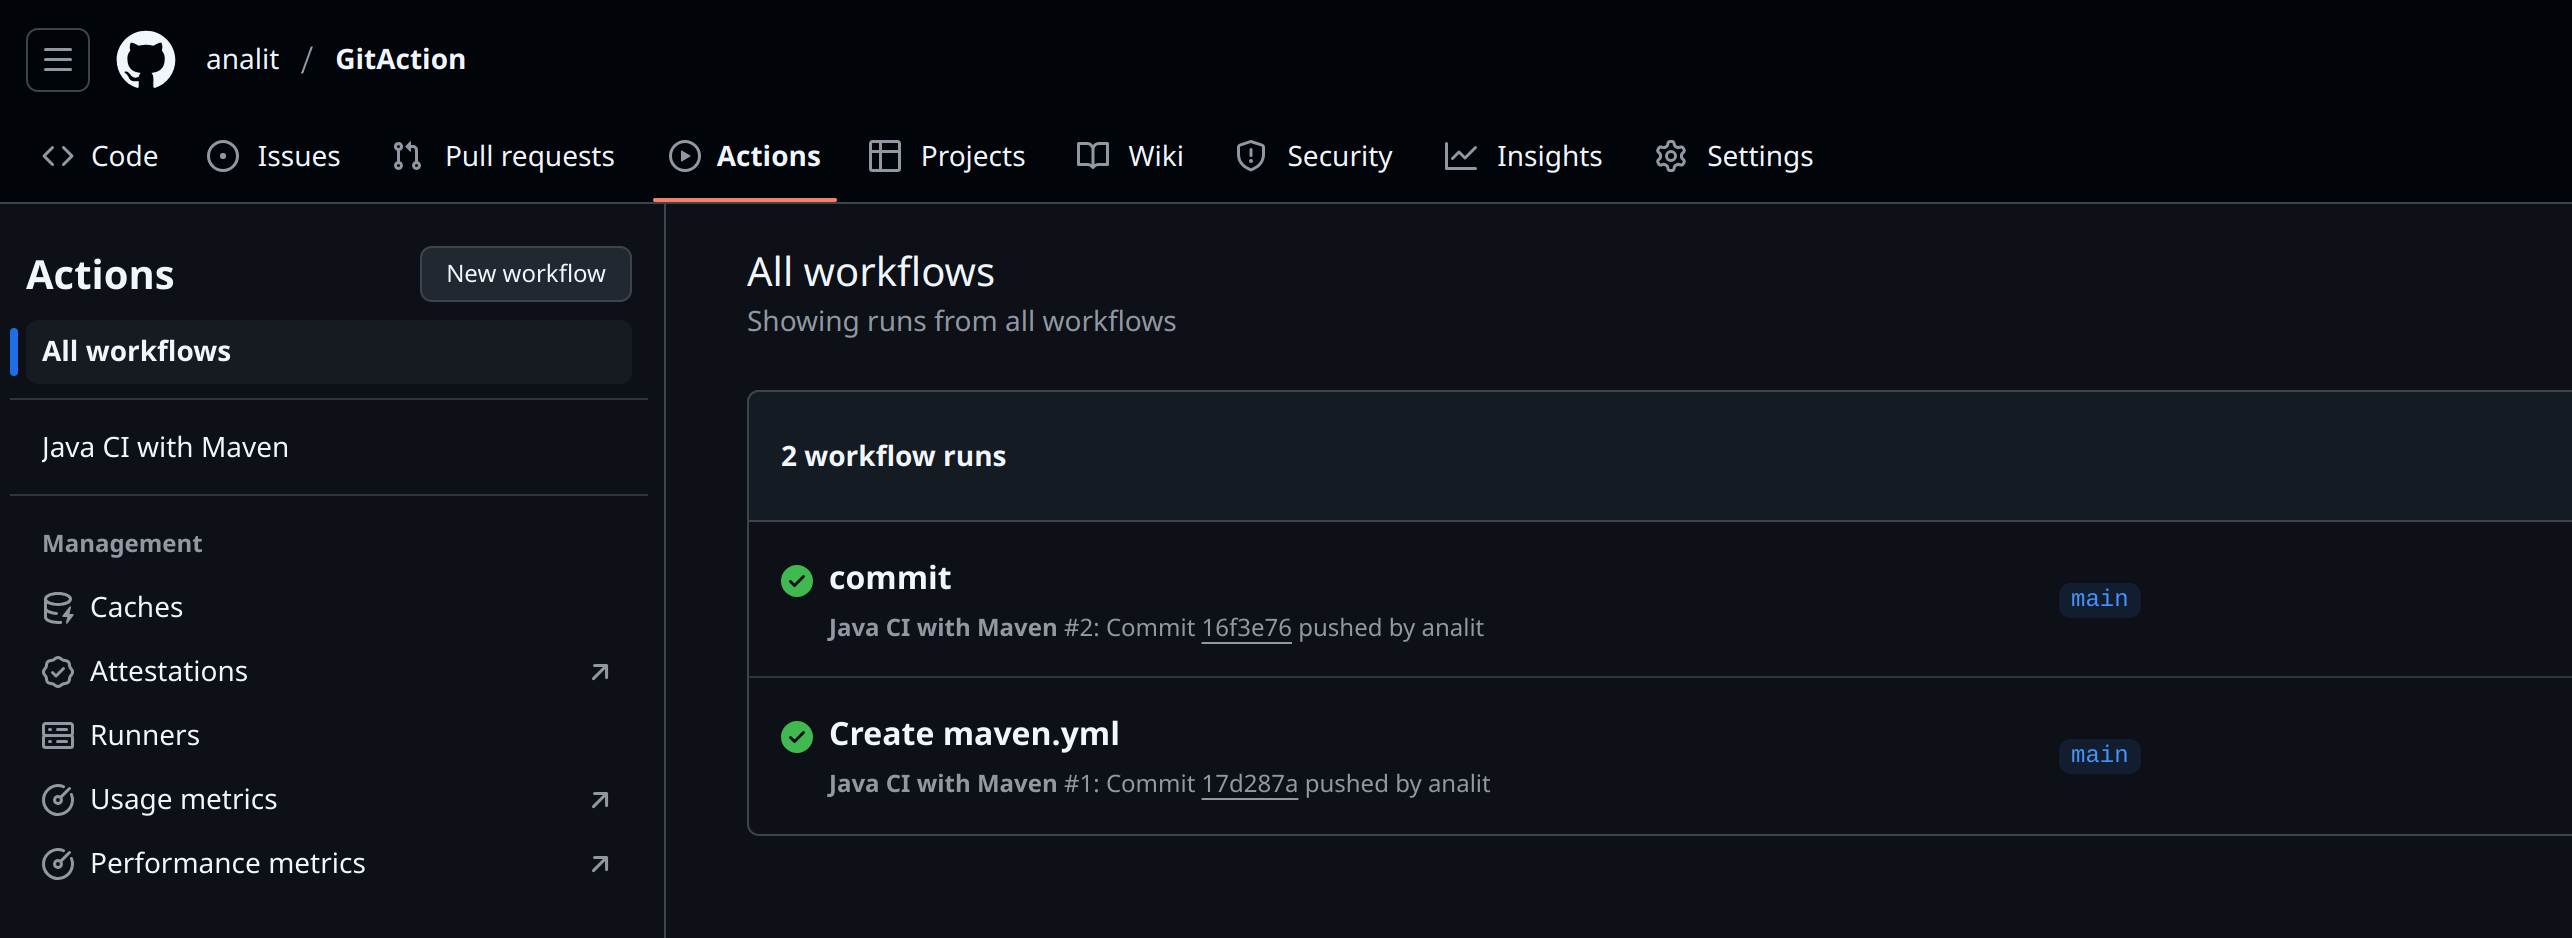 analit / GitAction
Code Issues Pull requests Actions Projects Wiki Security Insights Settings
Actions
New workflow
All workflows
Java CI with Maven
Management
Caches
Attestations
Runners
Usage metrics
Performance metrics
All workflows
Showing runs from all workflows
2 workflow runs
commit
Java CI with Maven #2: Commit 16f3e76 pushed by analit
main
Create maven.yml
Java CI with Maven #1: Commit 17d287a pushed by analit
main